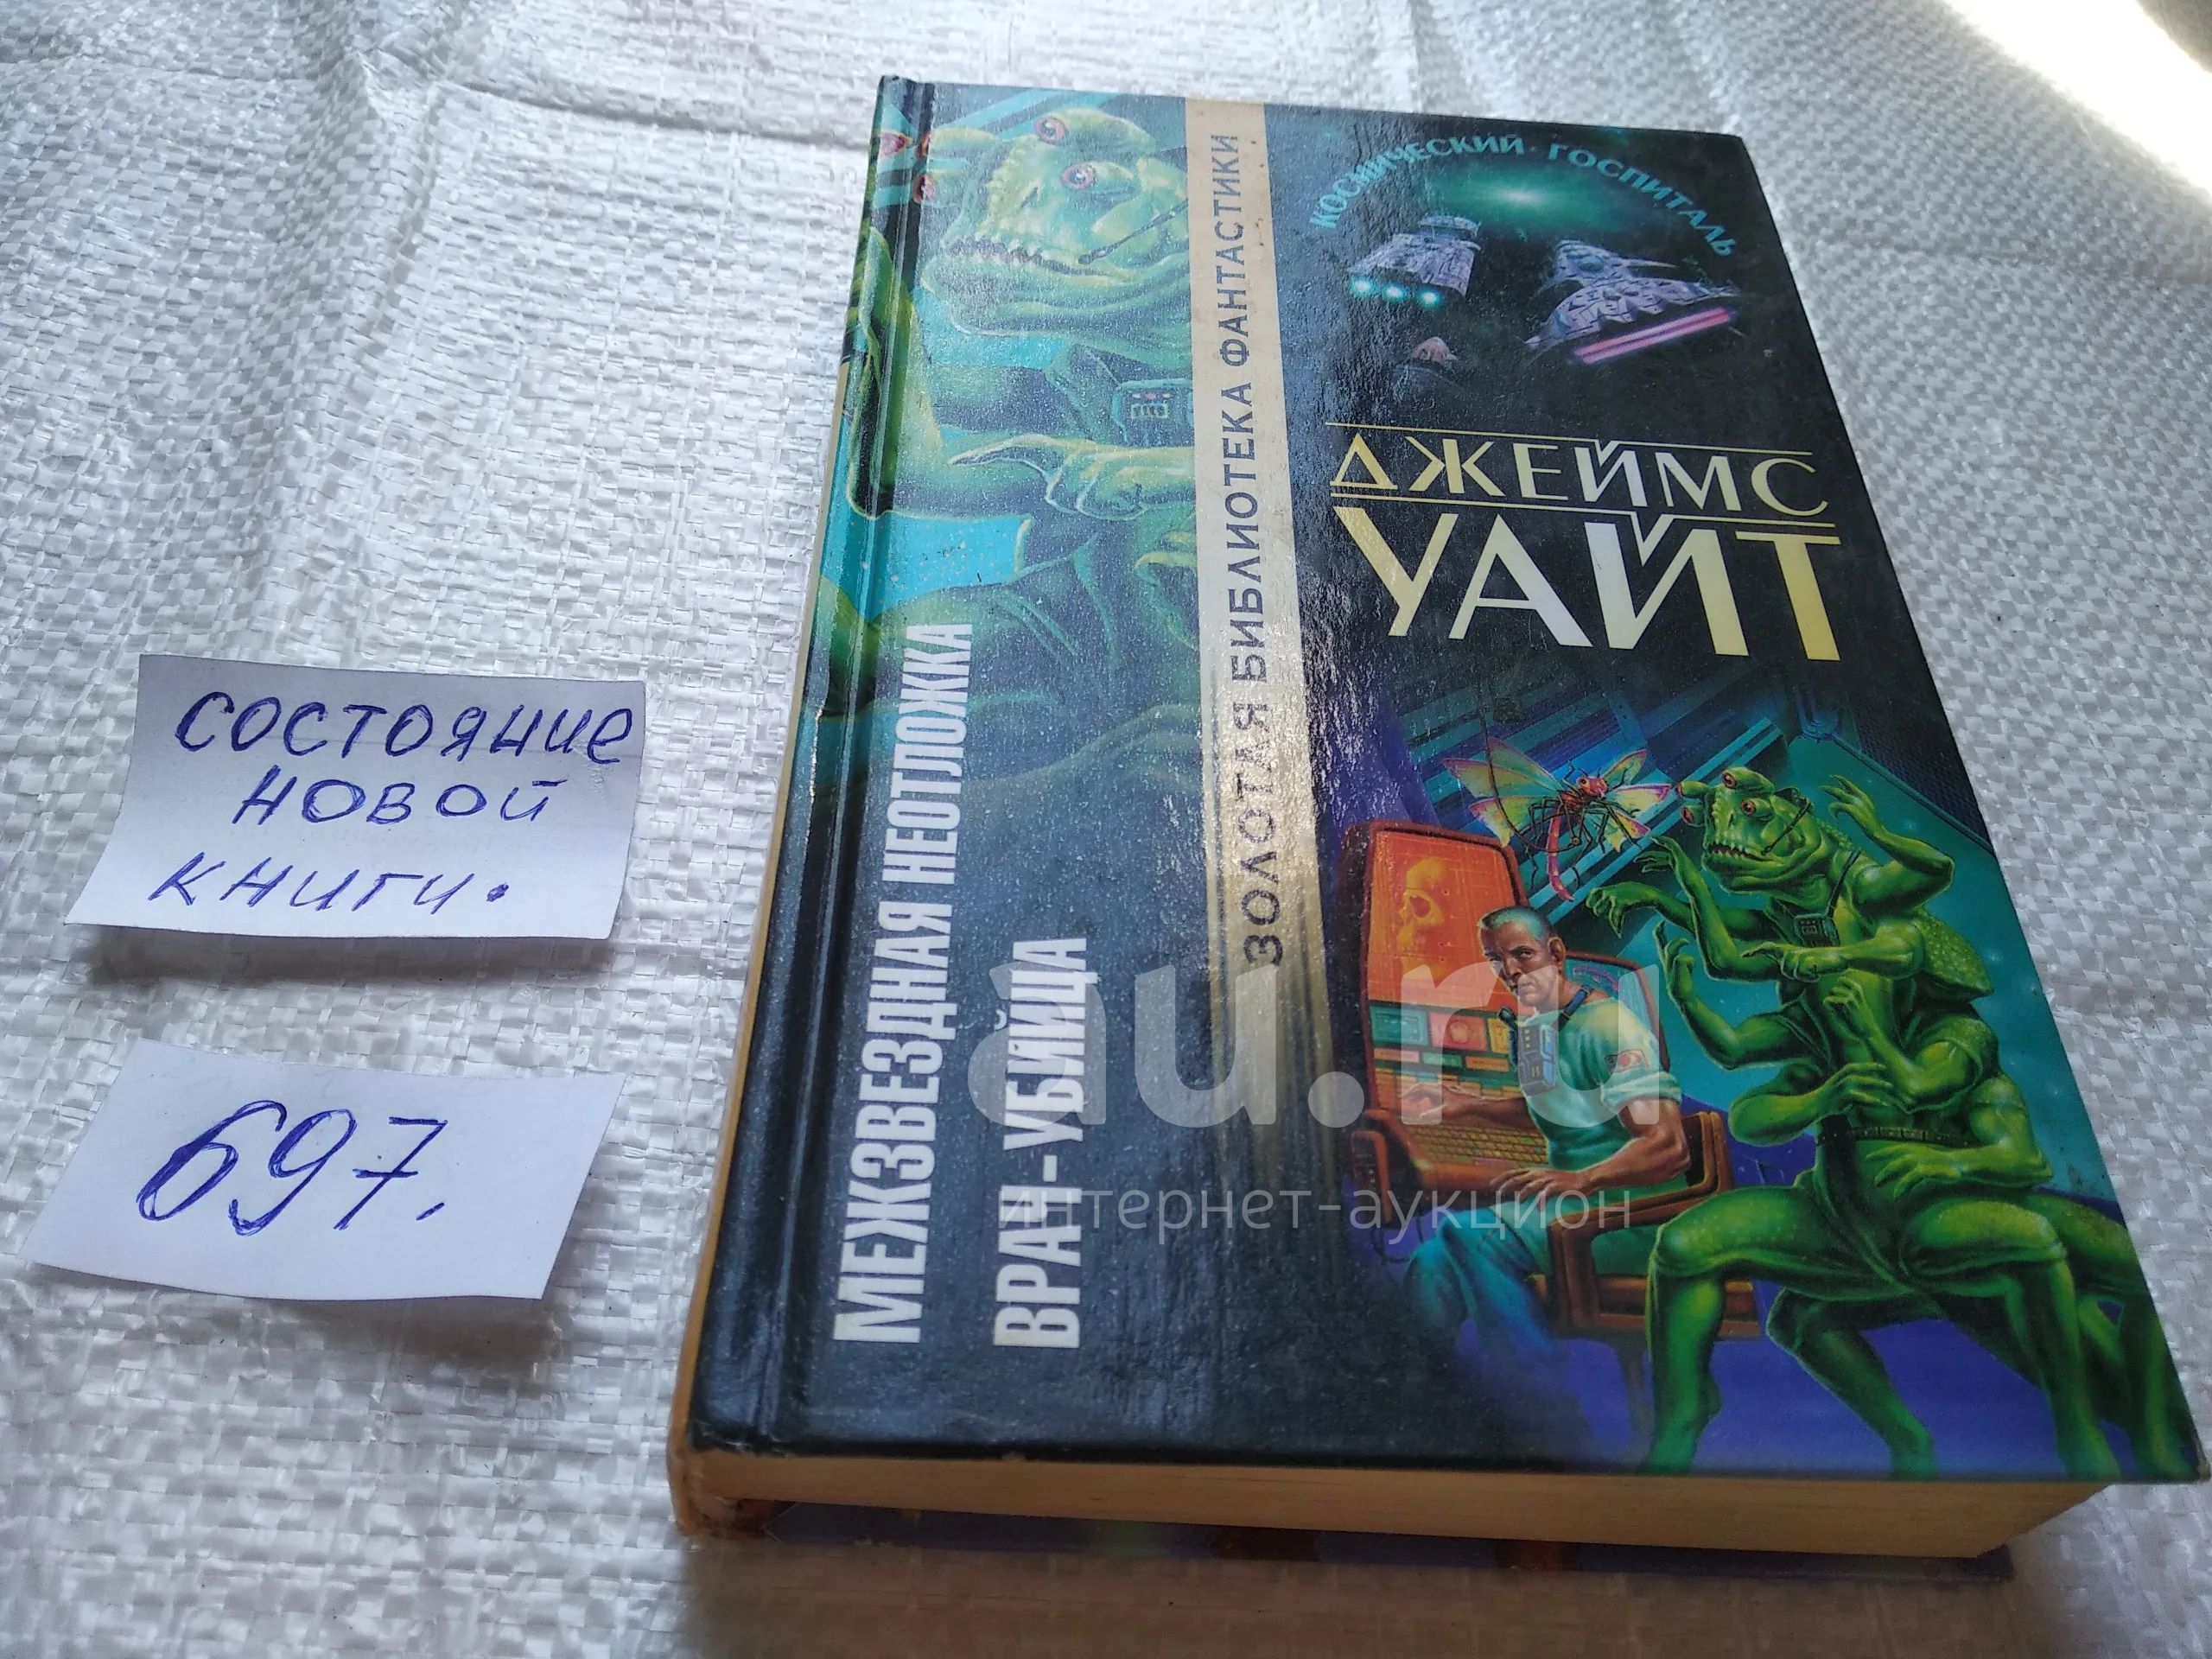 СОСТОЯНИЕ
НОВОЙ
КНИГИ.
697.
МЕЖЗВЕЗДНАЯ НЕОТЛОЖКА
ВРАЧ-УБИЙЦА
ЗОЛОТАЯ БИБЛИОТЕКА ФАНТАСТИКИ
КОСМИЧЕСКИЙ ГОСПИТАЛЬ
ДЖЕЙМС
УАЙТ
au.ru
интернет-аукцион